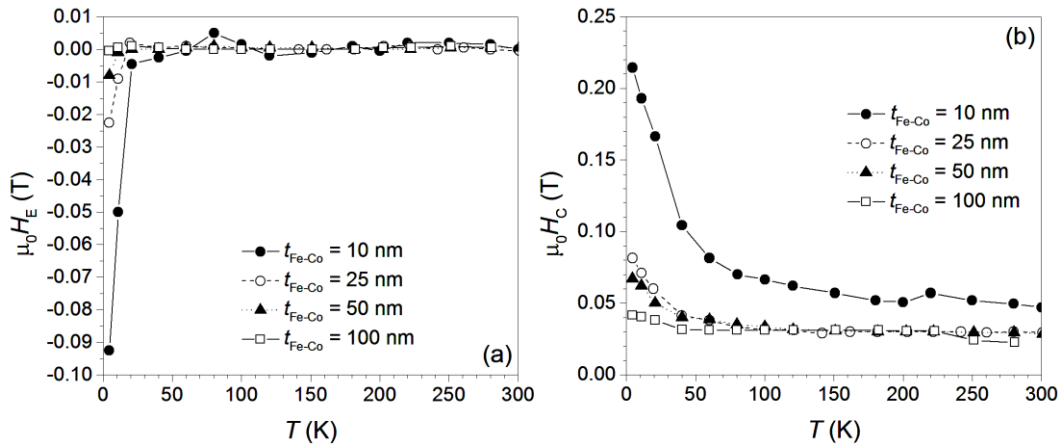 0.01
0.00
-0.01
-0.02
-0.03
-0.04
-0.05
-0.06
-0.07
-0.08
-0.09
-0.10
μ0HE (T)
tFe-Co = 10 nm
tFe-Co = 25 nm
tFe-Co = 50 nm
tFe-Co = 100 nm
(a)
0 50 100 150 200 250 300
T (K)
0.25
0.20
0.15
0.10
0.05
0.00
μ0HC (T)
(b)
tFe-Co = 10 nm
tFe-Co = 25 nm
tFe-Co = 50 nm
tFe-Co = 100 nm
0 50 100 150 200 250 300
T (K)